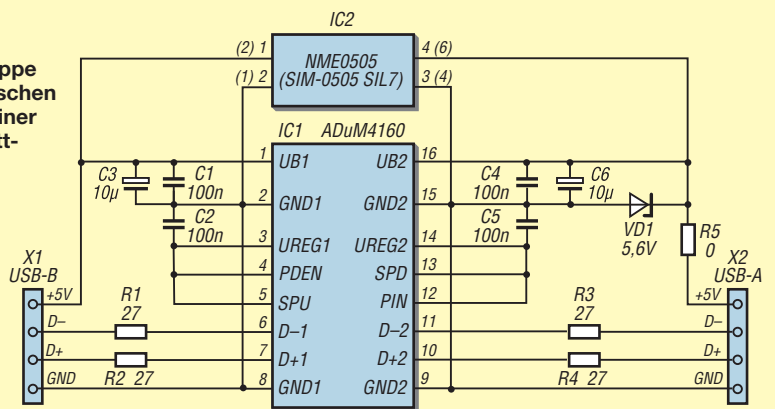 IC2
(2) 1
NME0505
4 (6)
(1) 2
(SIM-0505 SIL7)
3 (4)
ppe
schen
iner
tt-
IC1 ADuM4160
C3
10µ
C1
100n
1
UB1
UB2
16
C4
100n
C6
10µ
2
GND1
GND2
15
C2
100n
C5
100n
VD1
5,6V
R5
0
3
UREG1
UREG2
14
4
PDEN
SPD
13
5
SPU
PIN
12
X1
USB-B
X2
USB-A
+5V
R1
27
R3
27
+5V
D–
6
D–1
D–2
11
D–
D+
7
D+1
D+2
10
D+
GND
R2 27
8
GND1
GND2
9
R4 27
GND